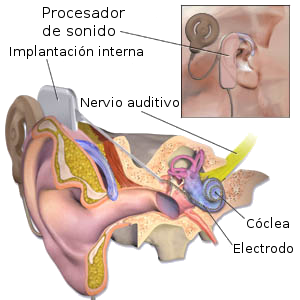 Procesador
de sonido
Implantación interna
Nervio auditivo
Cóclea
Electrodo